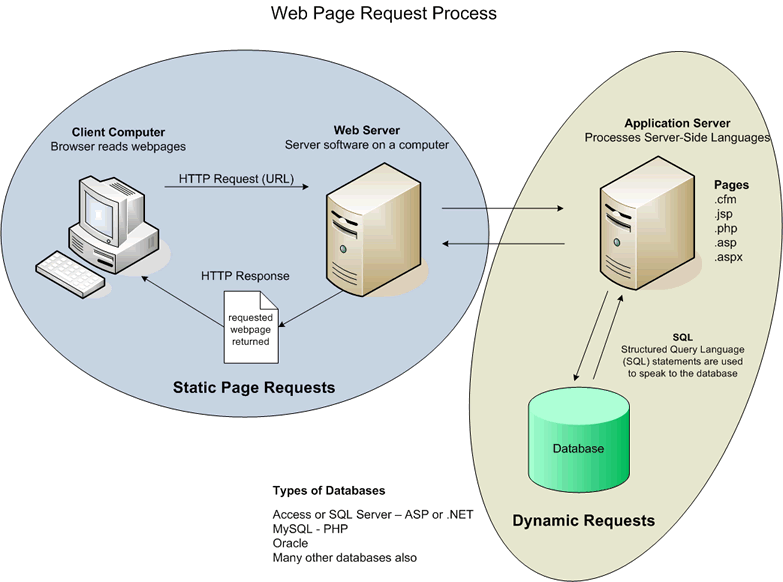 Web Page Request Process
Client Computer
Browser reads webpages
Web Server
Server software on a computer
HTTP Request (URL)
HTTP Response
requested
webpage
returned
Static Page Requests
Application Server
Processes Server-Side Languages
Pages
.cfm
.jsp
.php
.asp
.aspx
SQL
Structured Query Language
(SQL) statements are used
to speak to the database
Database
Dynamic Requests
Types of Databases
Access or SQL Server – ASP or .NET
MySQL - PHP
Oracle
Many other databases also